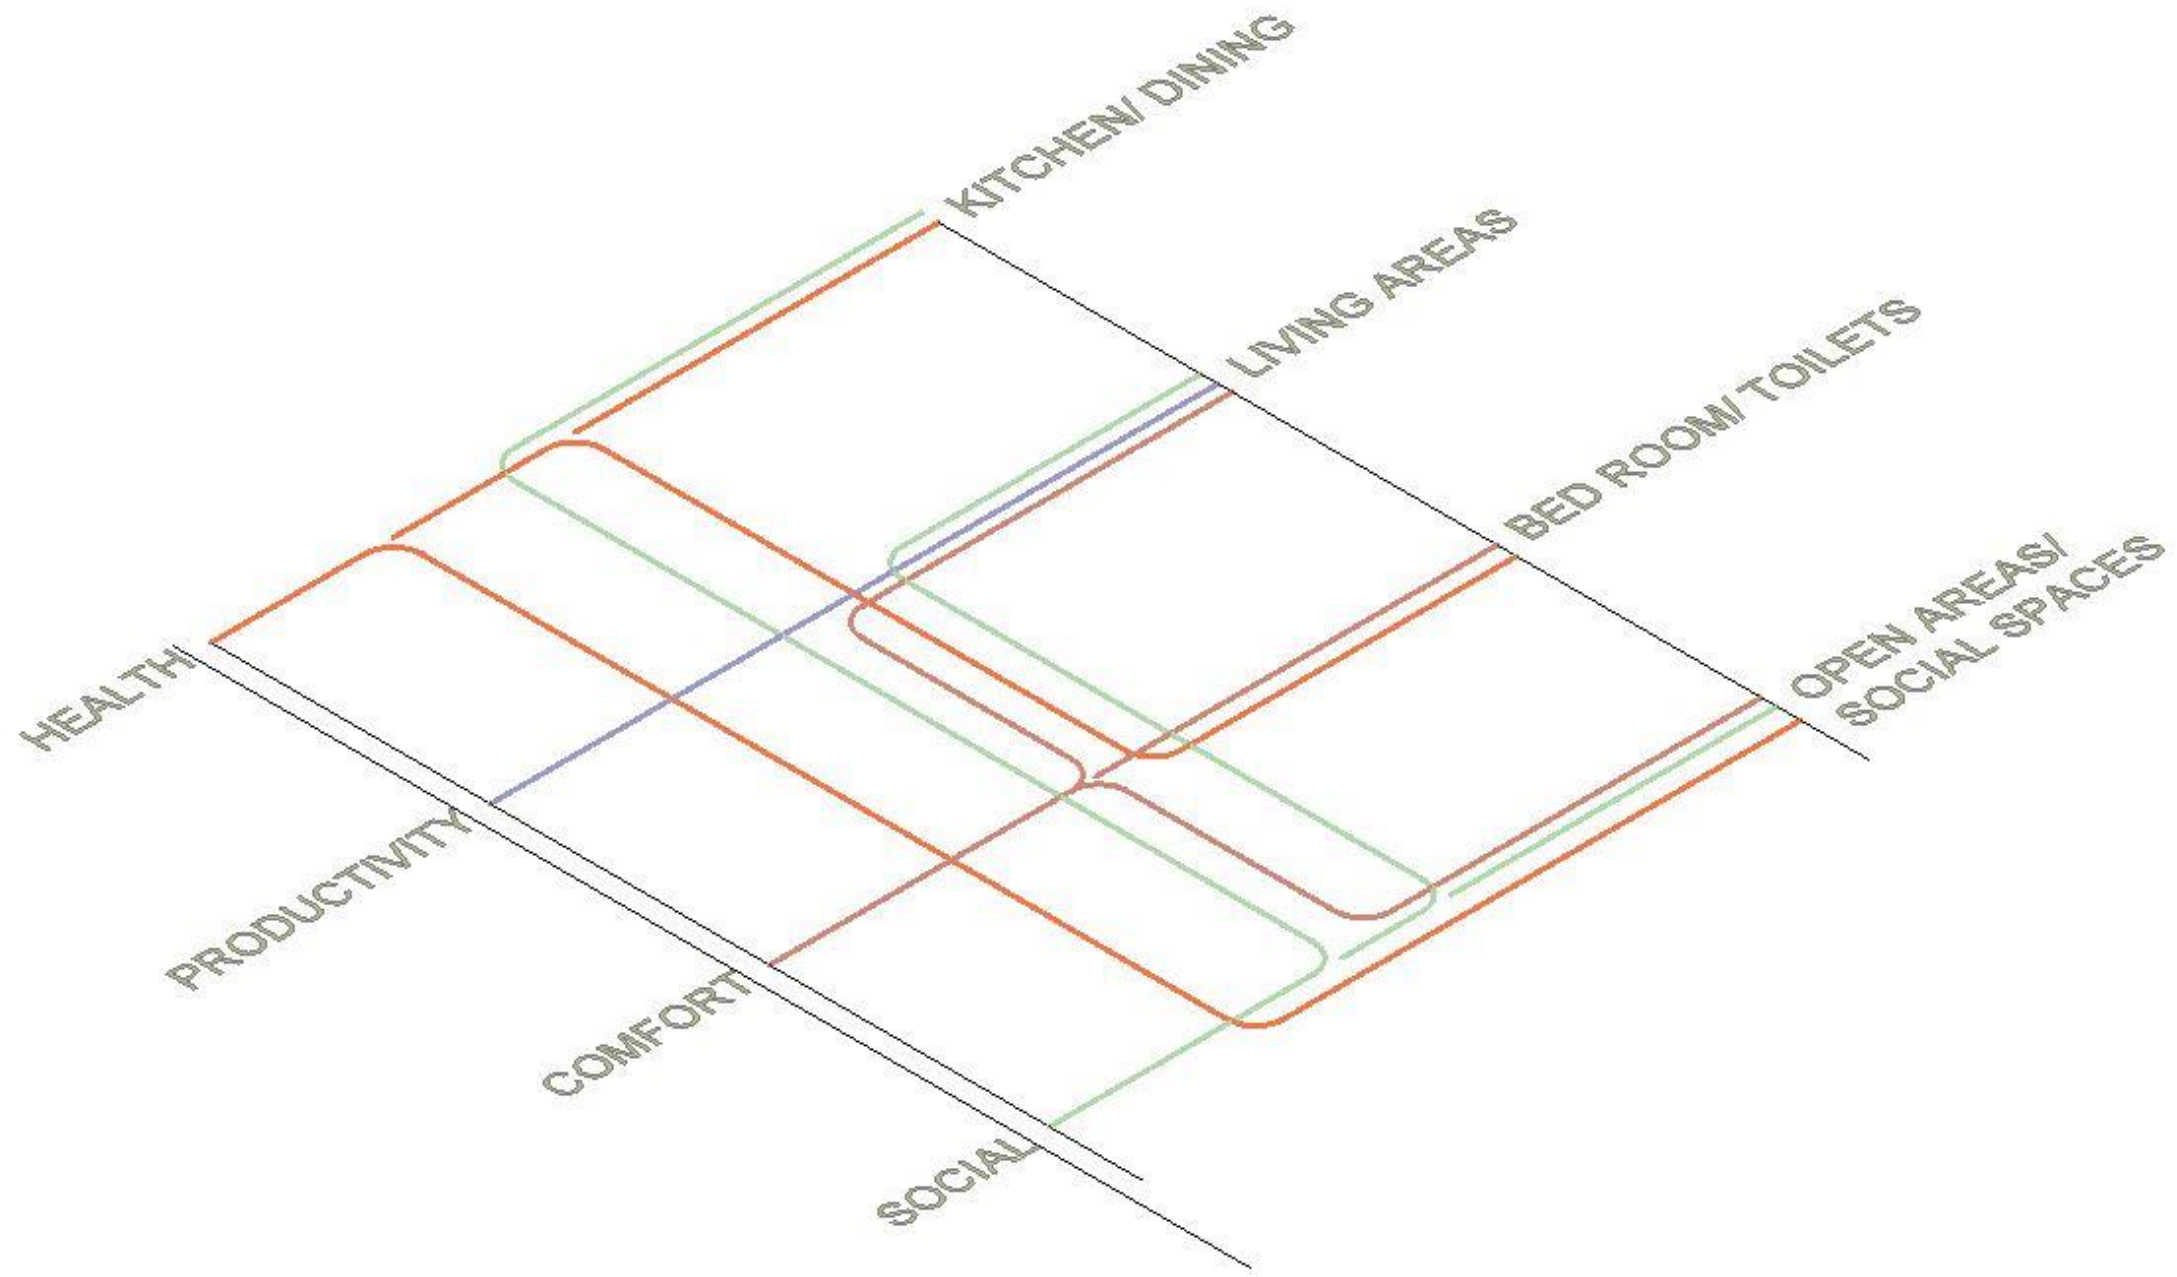 KITCHEN/ DINING
LIVING AREAS
BED ROOM/ TOILETS
OPEN AREAS/
SOCIAL SPACES
HEALTH
PRODUCTIVITY
COMFORT
SOCIAL